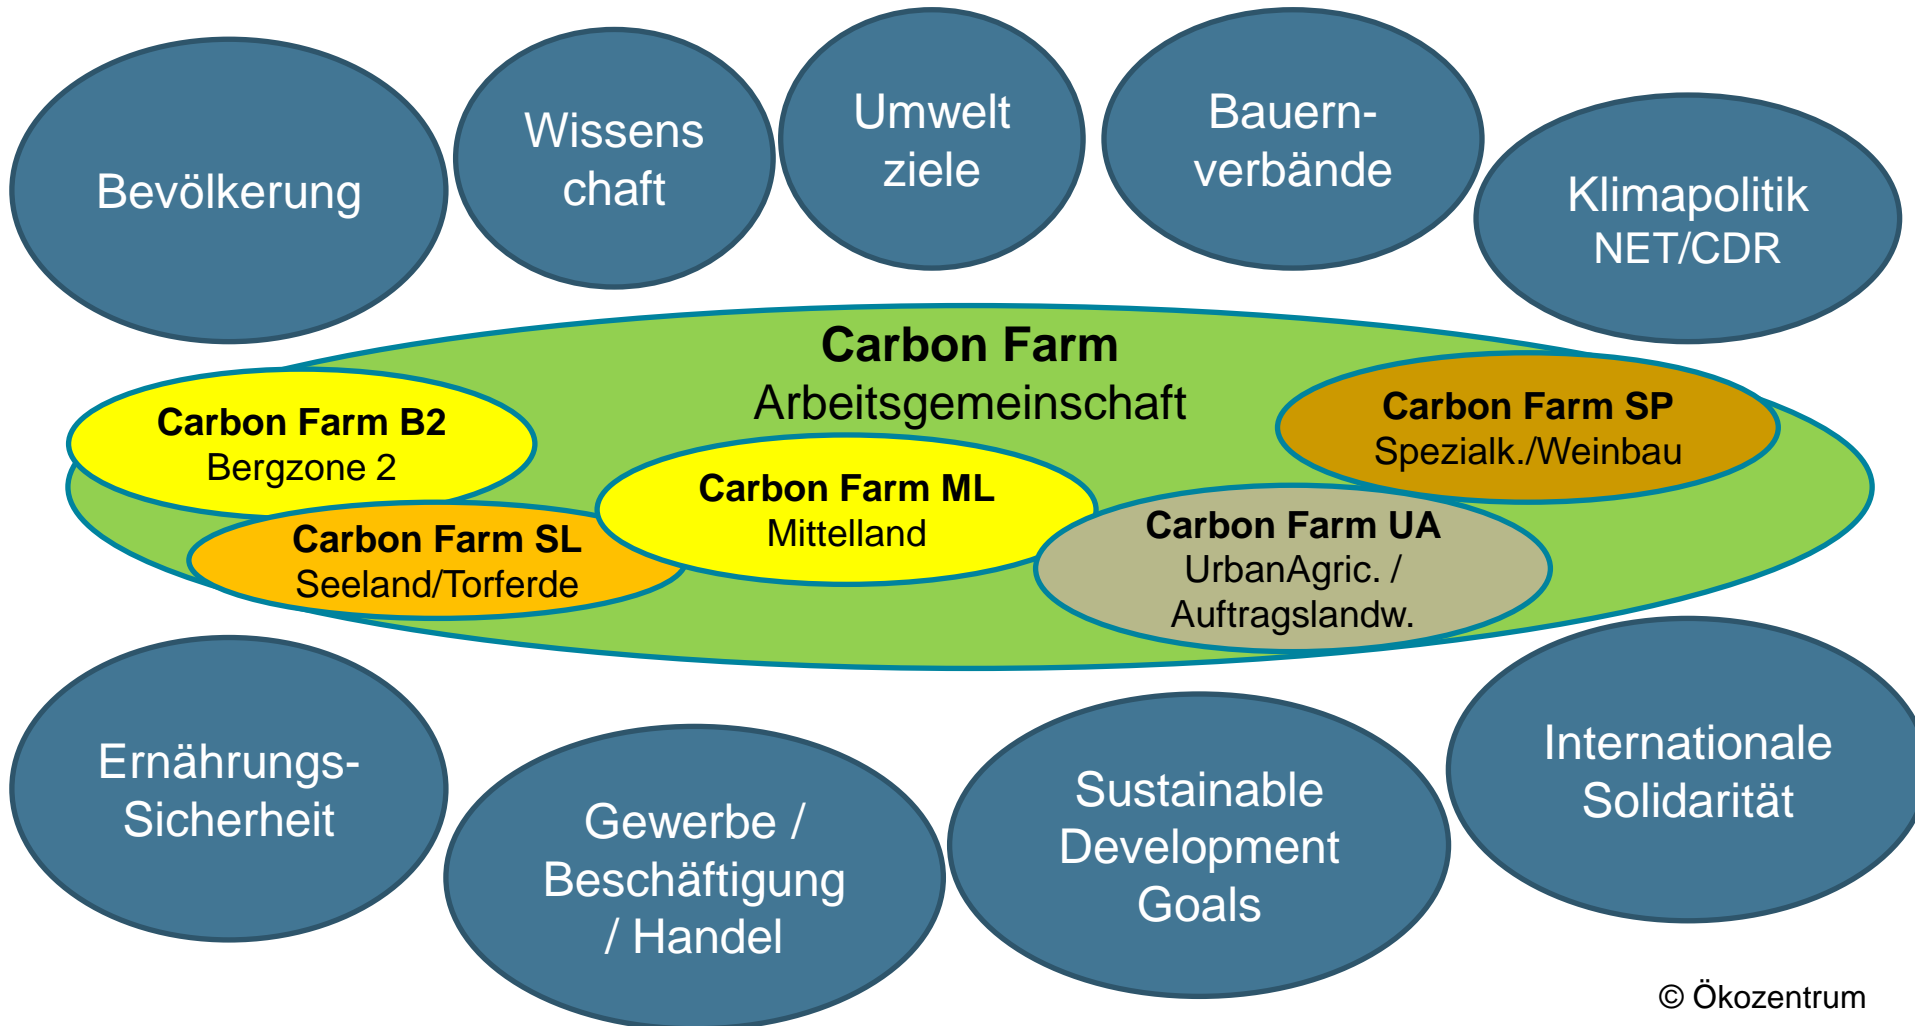 Bevölkerung
Wissens
chaft
Umwelt
ziele
Bauern-
verbände
Klimapolitik
NET/CDR
Carbon Farm
Arbeitsgemeinschaft
Carbon Farm B2
Bergzone 2
Carbon Farm SL
Seeland/Torferde
Carbon Farm ML
Mittelland
Carbon Farm UA
UrbanAgric. /
Auftragslandw.
Carbon Farm SP
Spezialk./Weinbau
Ernährungs-
Sicherheit
Gewerbe /
Beschäftigung
/ Handel
Sustainable
Development
Goals
Internationale
Solidarität
© Ökozentrum